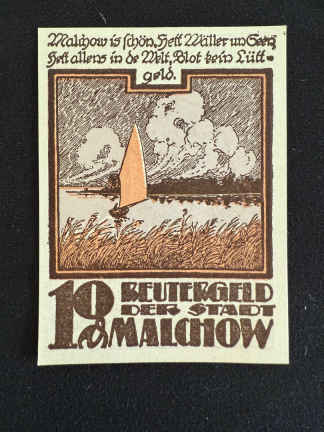 Malchow is schön, Hett Wäller un Seen,
Hett allens in de Welt, Blot kein Lütt-
geld.
10 REUTERGELD
DER STADT
₰ MALCHOW